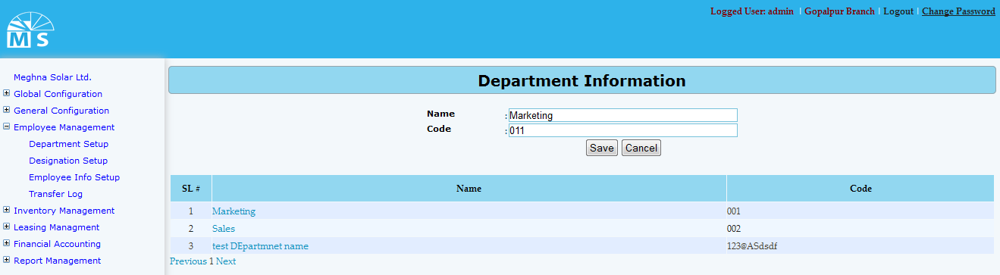 Logged User: admin | Gopalpur Branch | Logout | Change Password
M S
Meghna Solar Ltd.
Global Configuration
General Configuration
Employee Management
Department Setup
Designation Setup
Employee Info Setup
Transfer Log
Inventory Management
Leasing Managment
Financial Accounting
Report Management
Department Information
Name : Marketing
Code : 011
Save Cancel
SL # Name Code
1 Marketing 001
2 Sales 002
3 test DEpartmnet name 123@ASdsdf
Previous 1 Next